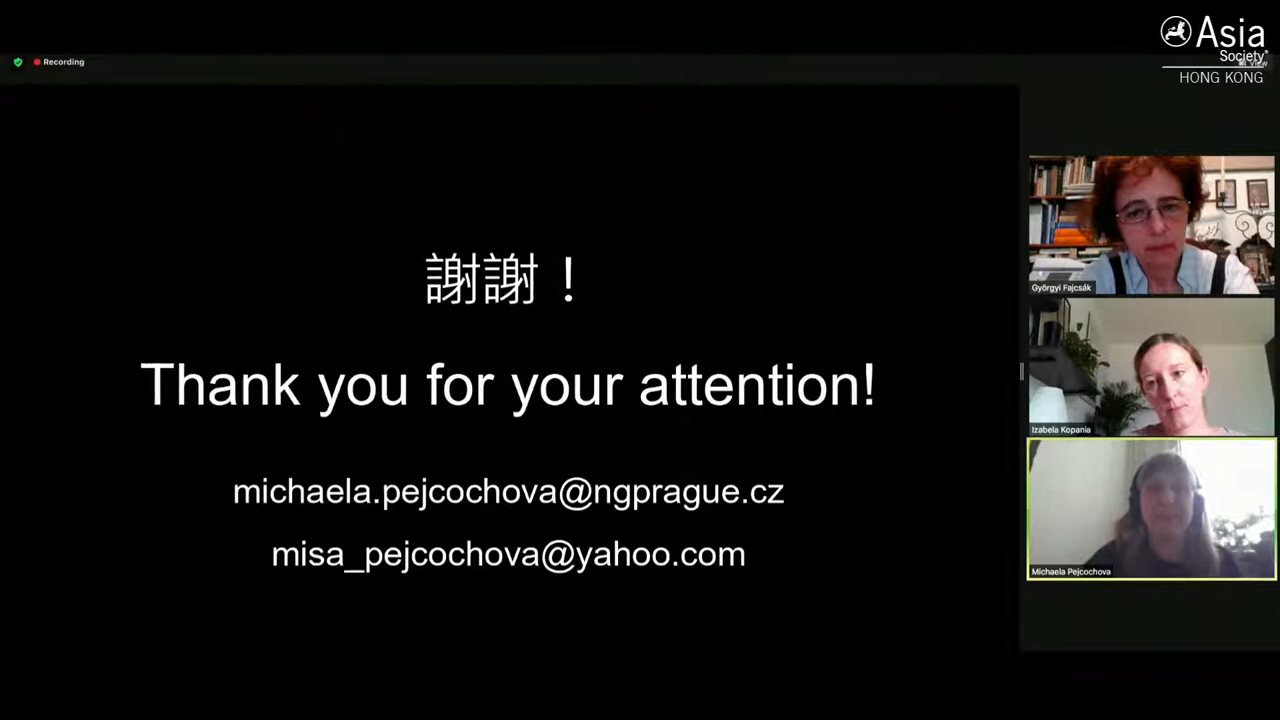 Asia
Society
HONG KONG
Recording
View
謝謝！
Thank you for your attention!
michaela.pejcochova@ngprague.cz
misa_pejcochova@yahoo.com
Györgyi Fajcsák
Izabela Kopania
Michaela Pejcochova